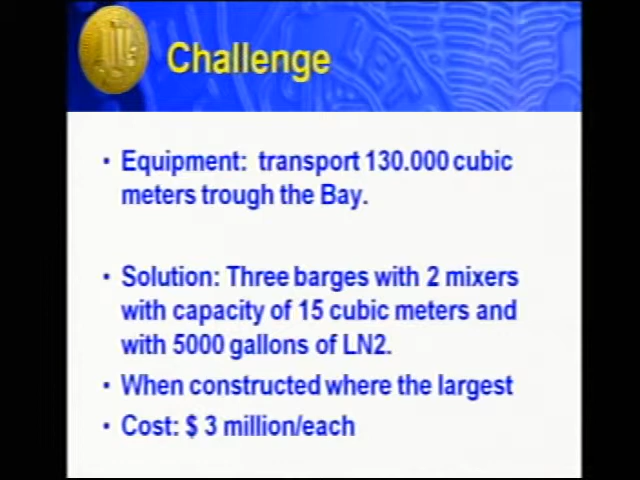 Challenge
• Equipment: transport 130.000 cubic
meters trough the Bay.
• Solution: Three barges with 2 mixers
with capacity of 15 cubic meters and
with 5000 gallons of LN2.
• When constructed where the largest
• Cost: $ 3 million/each